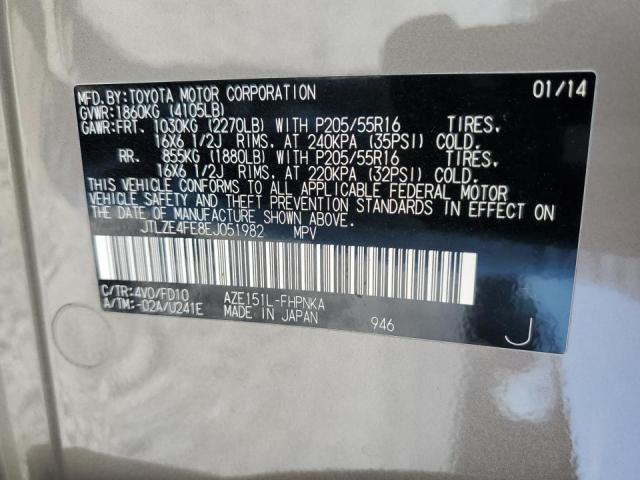 MFD.BY:TOYOTA MOTOR CORPORATION 01/14
GVWR:1860KG (4105LB)
GAWR:FRT. 1030KG (2270LB) WITH P205/55R16 TIRES,
16X6 1/2J RIMS, AT 240KPA (35PSI) COLD.
RR. 855KG (1880LB) WITH P205/55R16 TIRES,
16X6 1/2J RIMS, AT 220KPA (32PSI) COLD.
THIS VEHICLE CONFORMS TO ALL APPLICABLE FEDERAL MOTOR
VEHICLE SAFETY AND THEFT PREVENTION STANDARDS IN EFFECT ON
THE DATE OF MANUFACTURE SHOWN ABOVE.
JTLZE4FE8EJ051982 MPV
C/TR:4V0/FD10 AZE151L-FHPNKA
A/TM:-02A/U241E MADE IN JAPAN 946 J